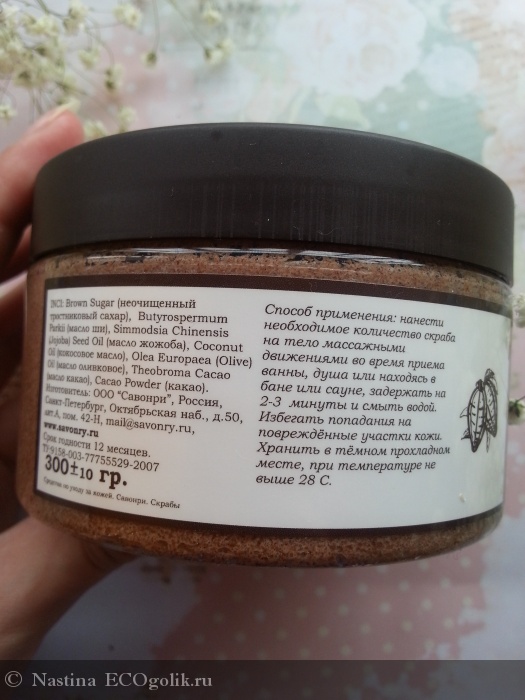 INCI: Brown Sugar (неочищенный
тростниковый сахар), Butyrospermum
Parkii (масло ши), Simmodsia Chinensis
(Jojoba) Seed Oil (масло жожоба), Coconut
Oil (кокосовое масло), Olea Europaea (Olive)
Oil (масло оливковое), Theobroma Cacao
(масло какао), Cacao Powder (какао).
Изготовитель: ООО "Савонри", Россия,
Санкт-Петербург, Октябрьская наб., д.50,
лит.А, пом. 42-Н, mail@savonry.ru,
www.savonry.ru
Срок годности 12 месяцев.
ТУ-9158-003-77755529-2007
300±10 гр.
Средство по уходу за кожей. Савонри. Скрабы
Способ применения: нанести
необходимое количество скраба
на тело массажными
движениями во время приема
ванны, душа или находясь в
бане или сауне, задержать на
2-3 минуты и смыть водой.
Избегать попадания на
повреждённые участки кожи.
Хранить в тёмном прохладном
месте, при температуре не
выше 28 С.
© Nastina ECOgolik.ru